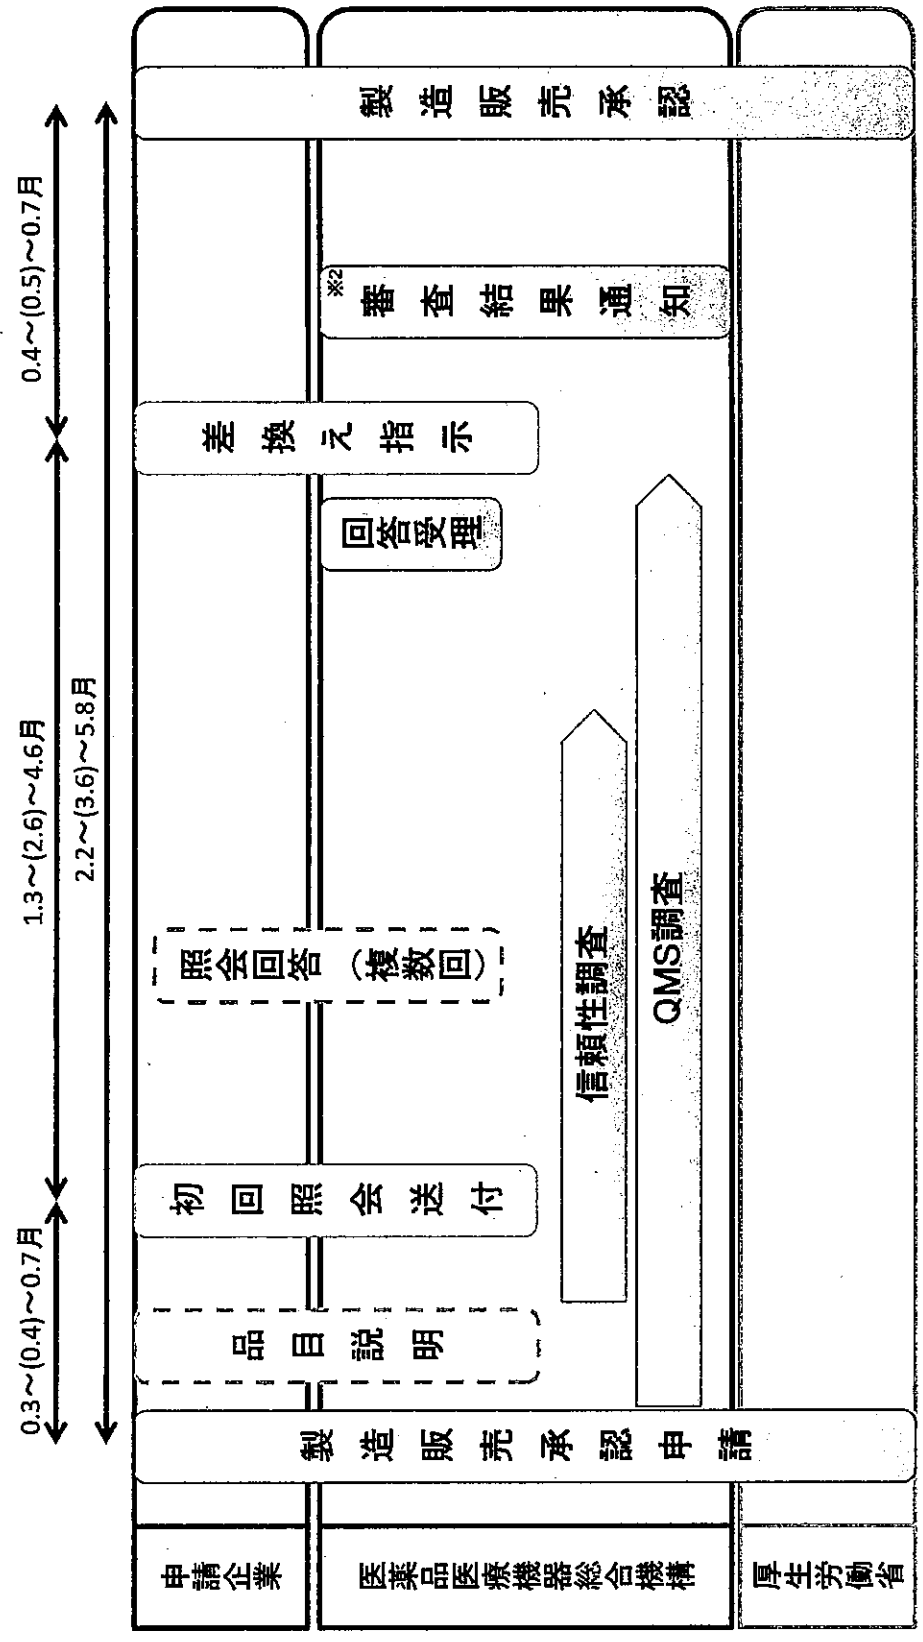 0.3～(0.4)～0.7月
1.3～(2.6)～4.6月
0.4～(0.5)～0.7月
2.2～(3.6)～5.8月
申請企業
医薬品医療機器総合機構
厚生労働省
製造販売承認申請
品目説明
初回照会送付
照会回答（複数回）
信頼性調査
QMS調査
回答受理
差換え指示
※2
審査結果通知
製造販売承認